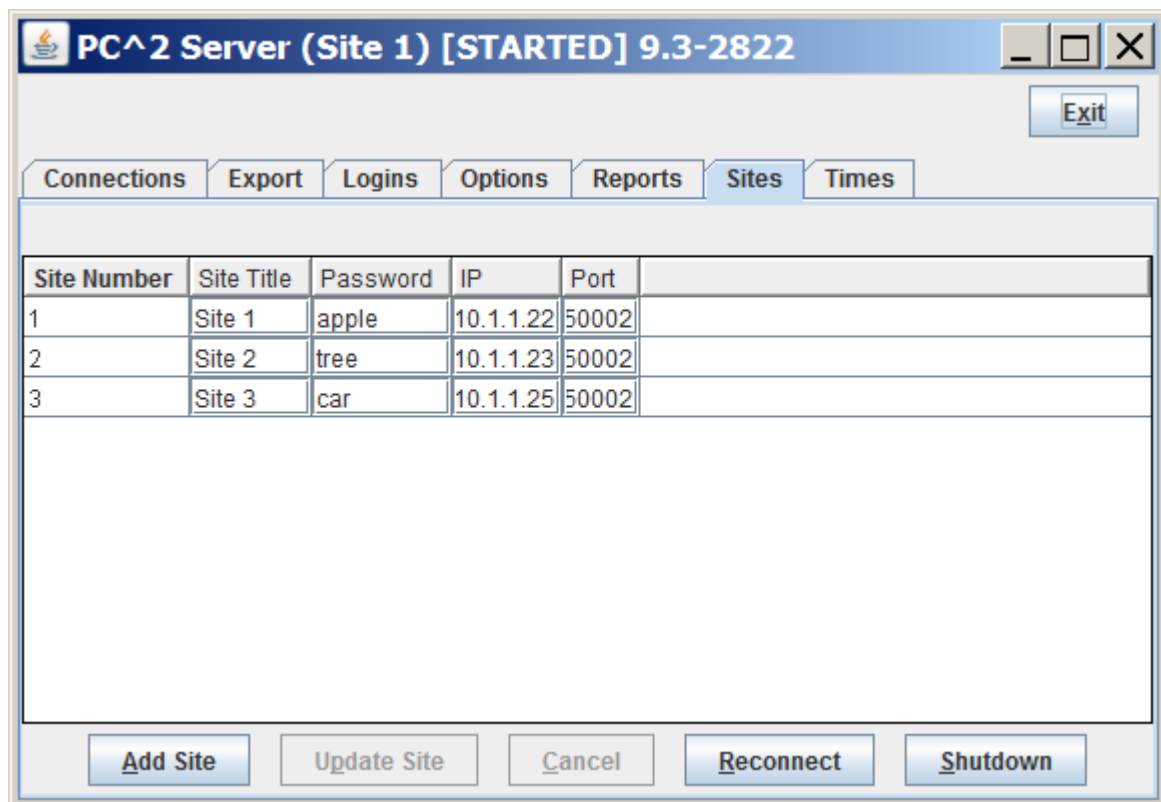 PC^2 Server (Site 1) [STARTED] 9.3-2822
Exit
Connections Export Logins Options Reports Sites Times
Site Number Site Title Password IP Port
1 Site 1 apple 10.1.1.22 50002
2 Site 2 tree 10.1.1.23 50002
3 Site 3 car 10.1.1.25 50002
Add Site Update Site Cancel Reconnect Shutdown